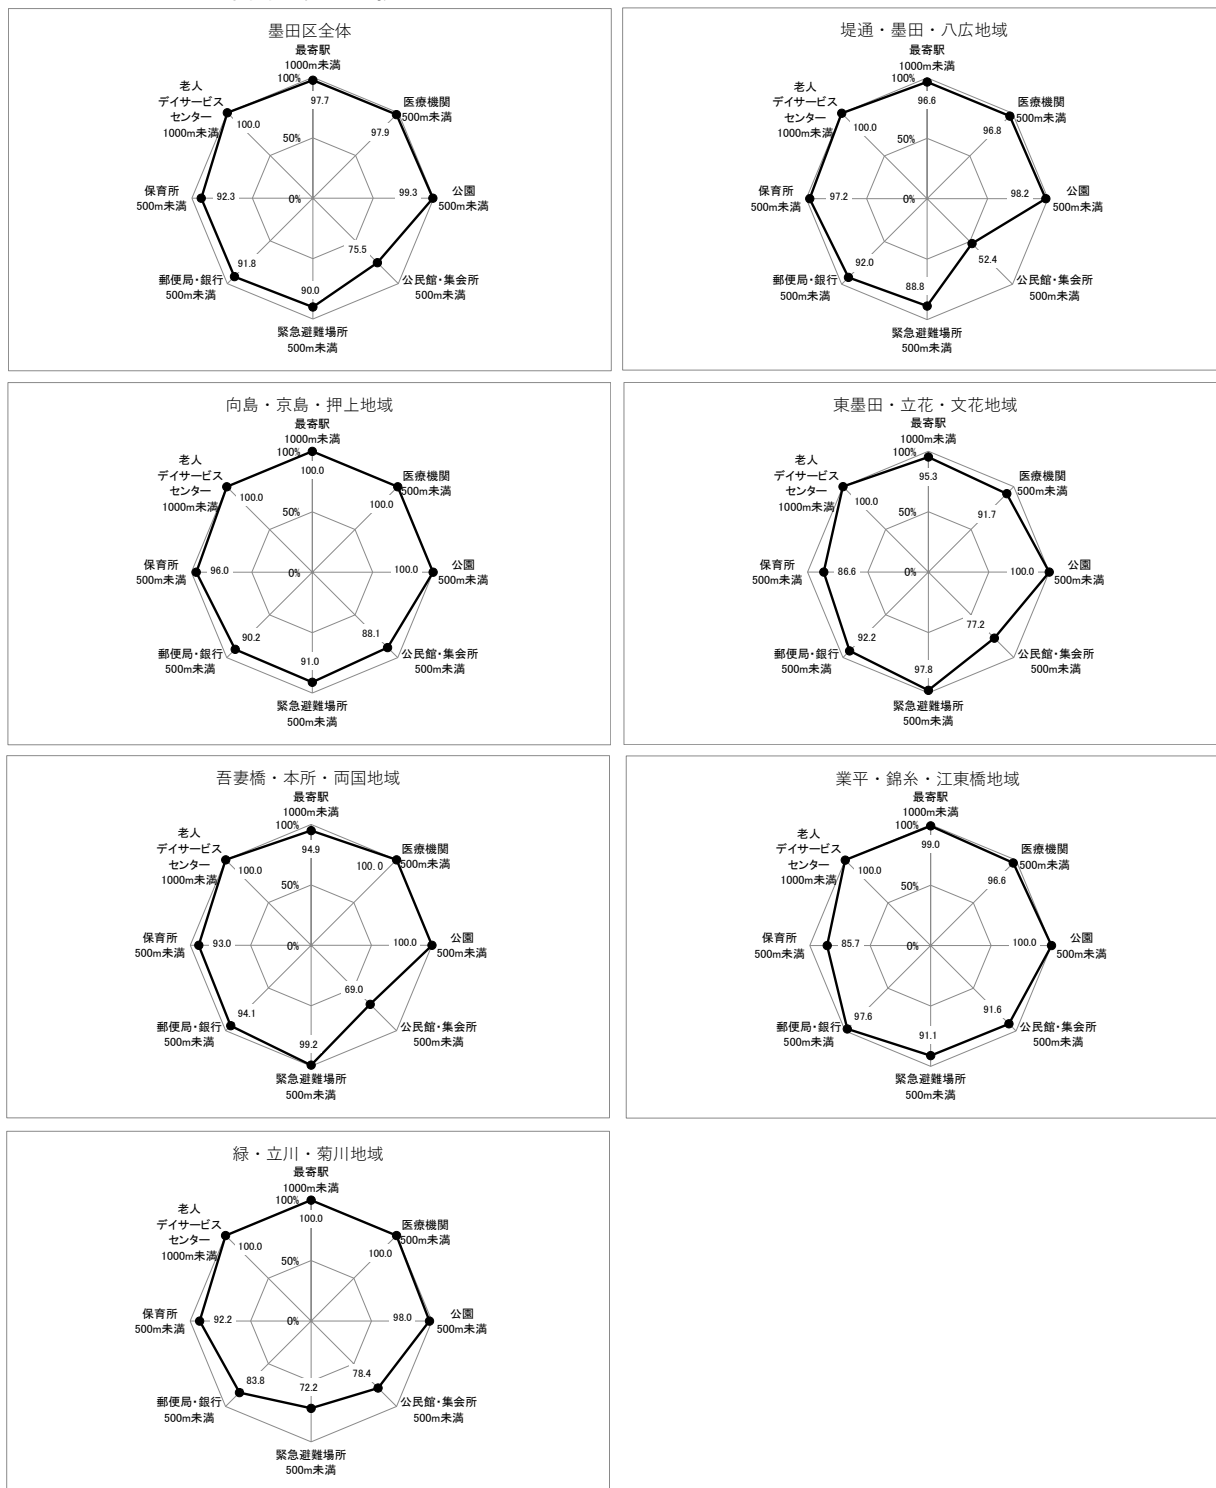 墨田区全体
最寄駅
1000m未満
100%
97.7
医療機関
500m未満
97.9
公園
500m未満
99.3
公民館・集会所
500m未満
75.5
緊急避難場所
500m未満
90.0
郵便局・銀行
500m未満
91.8
保育所
500m未満
92.3
老人
デイサービス
センター
1000m未満
100.0
50%
0%
堤通・墨田・八広地域
最寄駅
1000m未満
100%
96.6
医療機関
500m未満
96.8
公園
500m未満
98.2
公民館・集会所
500m未満
52.4
緊急避難場所
500m未満
88.8
郵便局・銀行
500m未満
92.0
保育所
500m未満
97.2
老人
デイサービス
センター
1000m未満
100.0
50%
0%
向島・京島・押上地域
最寄駅
1000m未満
100%
100.0
医療機関
500m未満
100.0
公園
500m未満
100.0
公民館・集会所
500m未満
88.1
緊急避難場所
500m未満
91.0
郵便局・銀行
500m未満
90.2
保育所
500m未満
96.0
老人
デイサービス
センター
1000m未満
100.0
50%
0%
東墨田・立花・文花地域
最寄駅
1000m未満
100%
95.3
医療機関
500m未満
91.7
公園
500m未満
100.0
公民館・集会所
500m未満
77.2
緊急避難場所
500m未満
97.8
郵便局・銀行
500m未満
92.2
保育所
500m未満
86.6
老人
デイサービス
センター
1000m未満
100.0
50%
0%
吾妻橋・本所・両国地域
最寄駅
1000m未満
100%
94.9
医療機関
500m未満
100.0
公園
500m未満
100.0
公民館・集会所
500m未満
69.0
緊急避難場所
500m未満
99.2
郵便局・銀行
500m未満
94.1
保育所
500m未満
93.0
老人
デイサービス
センター
1000m未満
100.0
50%
0%
業平・錦糸・江東橋地域
最寄駅
1000m未満
100%
99.0
医療機関
500m未満
96.6
公園
500m未満
100.0
公民館・集会所
500m未満
91.6
緊急避難場所
500m未満
91.1
郵便局・銀行
500m未満
97.6
保育所
500m未満
85.7
老人
デイサービス
センター
1000m未満
100.0
50%
0%
緑・立川・菊川地域
最寄駅
1000m未満
100%
100.0
医療機関
500m未満
100.0
公園
500m未満
98.0
公民館・集会所
500m未満
78.4
緊急避難場所
500m未満
72.2
郵便局・銀行
500m未満
83.8
保育所
500m未満
92.2
老人
デイサービス
センター
1000m未満
100.0
50%
0%